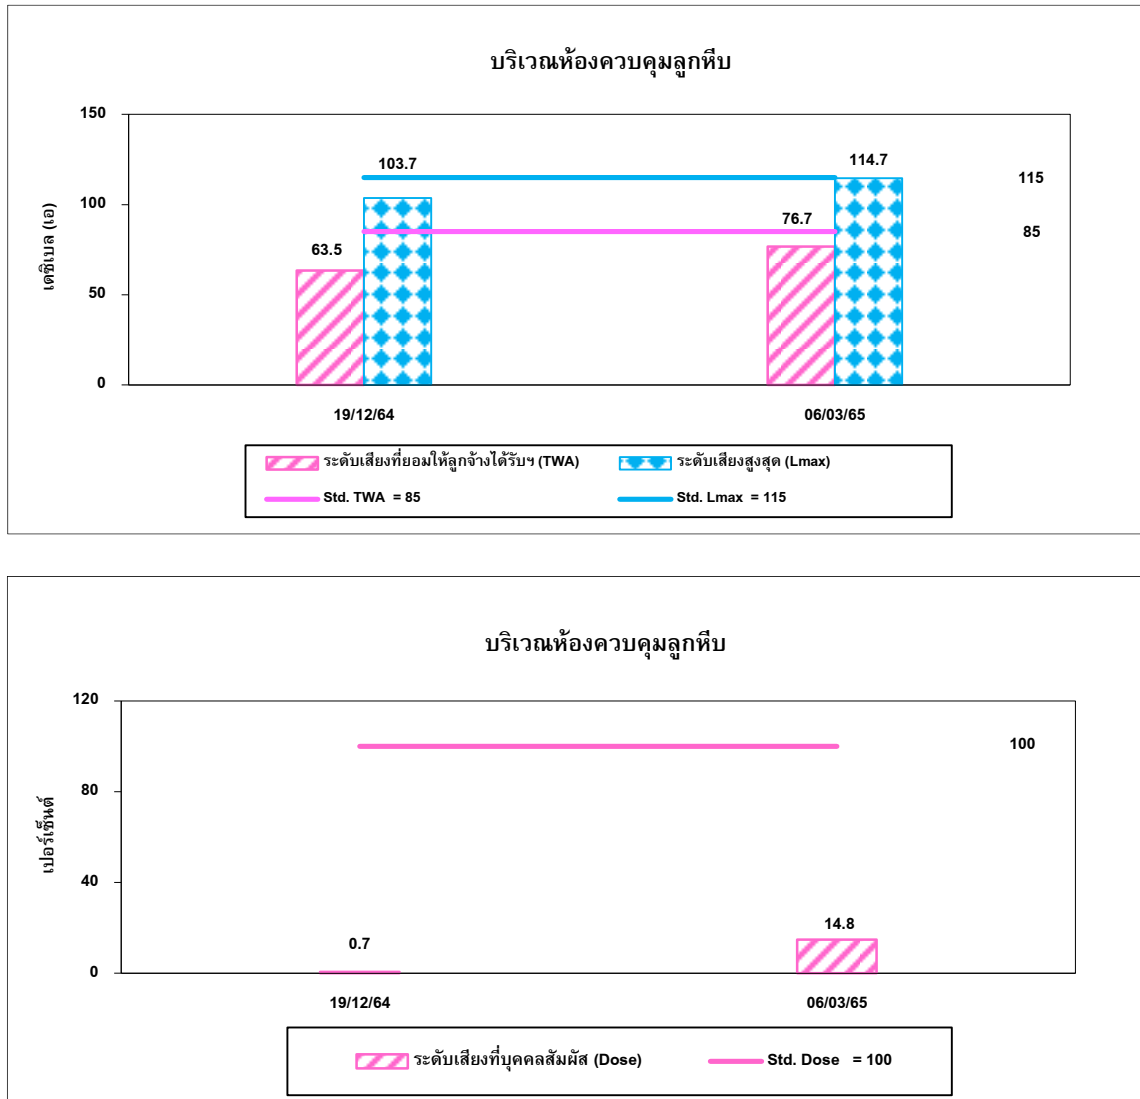 บริเวณห้องควบคุมลูกหีบ
150
103.7
114.7
115
76.7
100
เดซิเบล (เอ)
85
63.5
50
0
19/12/64
06/03/65
ระดับเสียงที่ยอมให้ลูกจ้างได้รับฯ (TWA)
ระดับเสียงสูงสุด (Lmax)
Std. TWA = 85
Std. Lmax = 115
บริเวณห้องควบคุมลูกหีบ
120
100
80
เปอร์เซ็นต์
40
14.8
0.7
0
19/12/64
06/03/65
ระดับเสียงที่บุคคลสัมผัส (Dose)
Std. Dose = 100